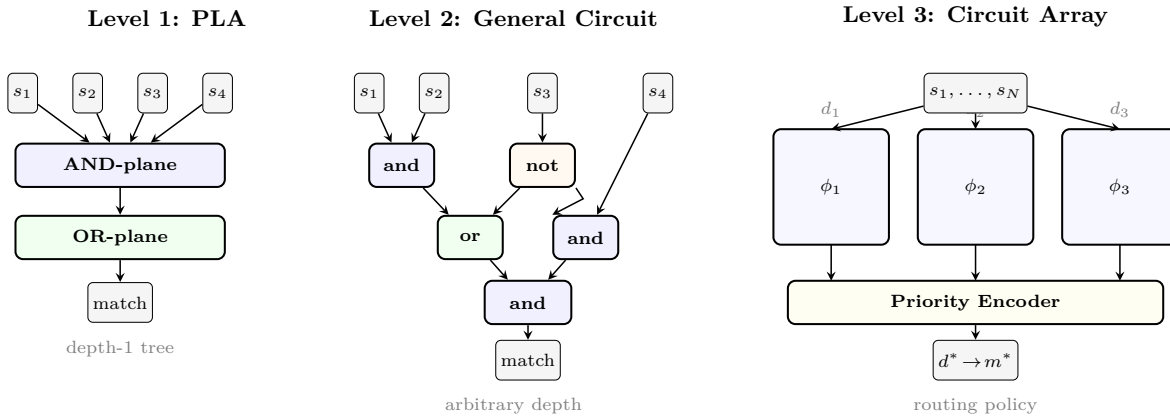 Level 1: PLA
s₁ s₂ s₃ s₄
AND-plane
OR-plane
match
depth-1 tree
Level 2: General Circuit
s₁ s₂ s₃ s₄
and not
or and
and
match
arbitrary depth
Level 3: Circuit Array
s₁, . . . , s_N
d₁ d₃
ϕ₁ ϕ₂ ϕ₃
Priority Encoder
d* → m*
routing policy